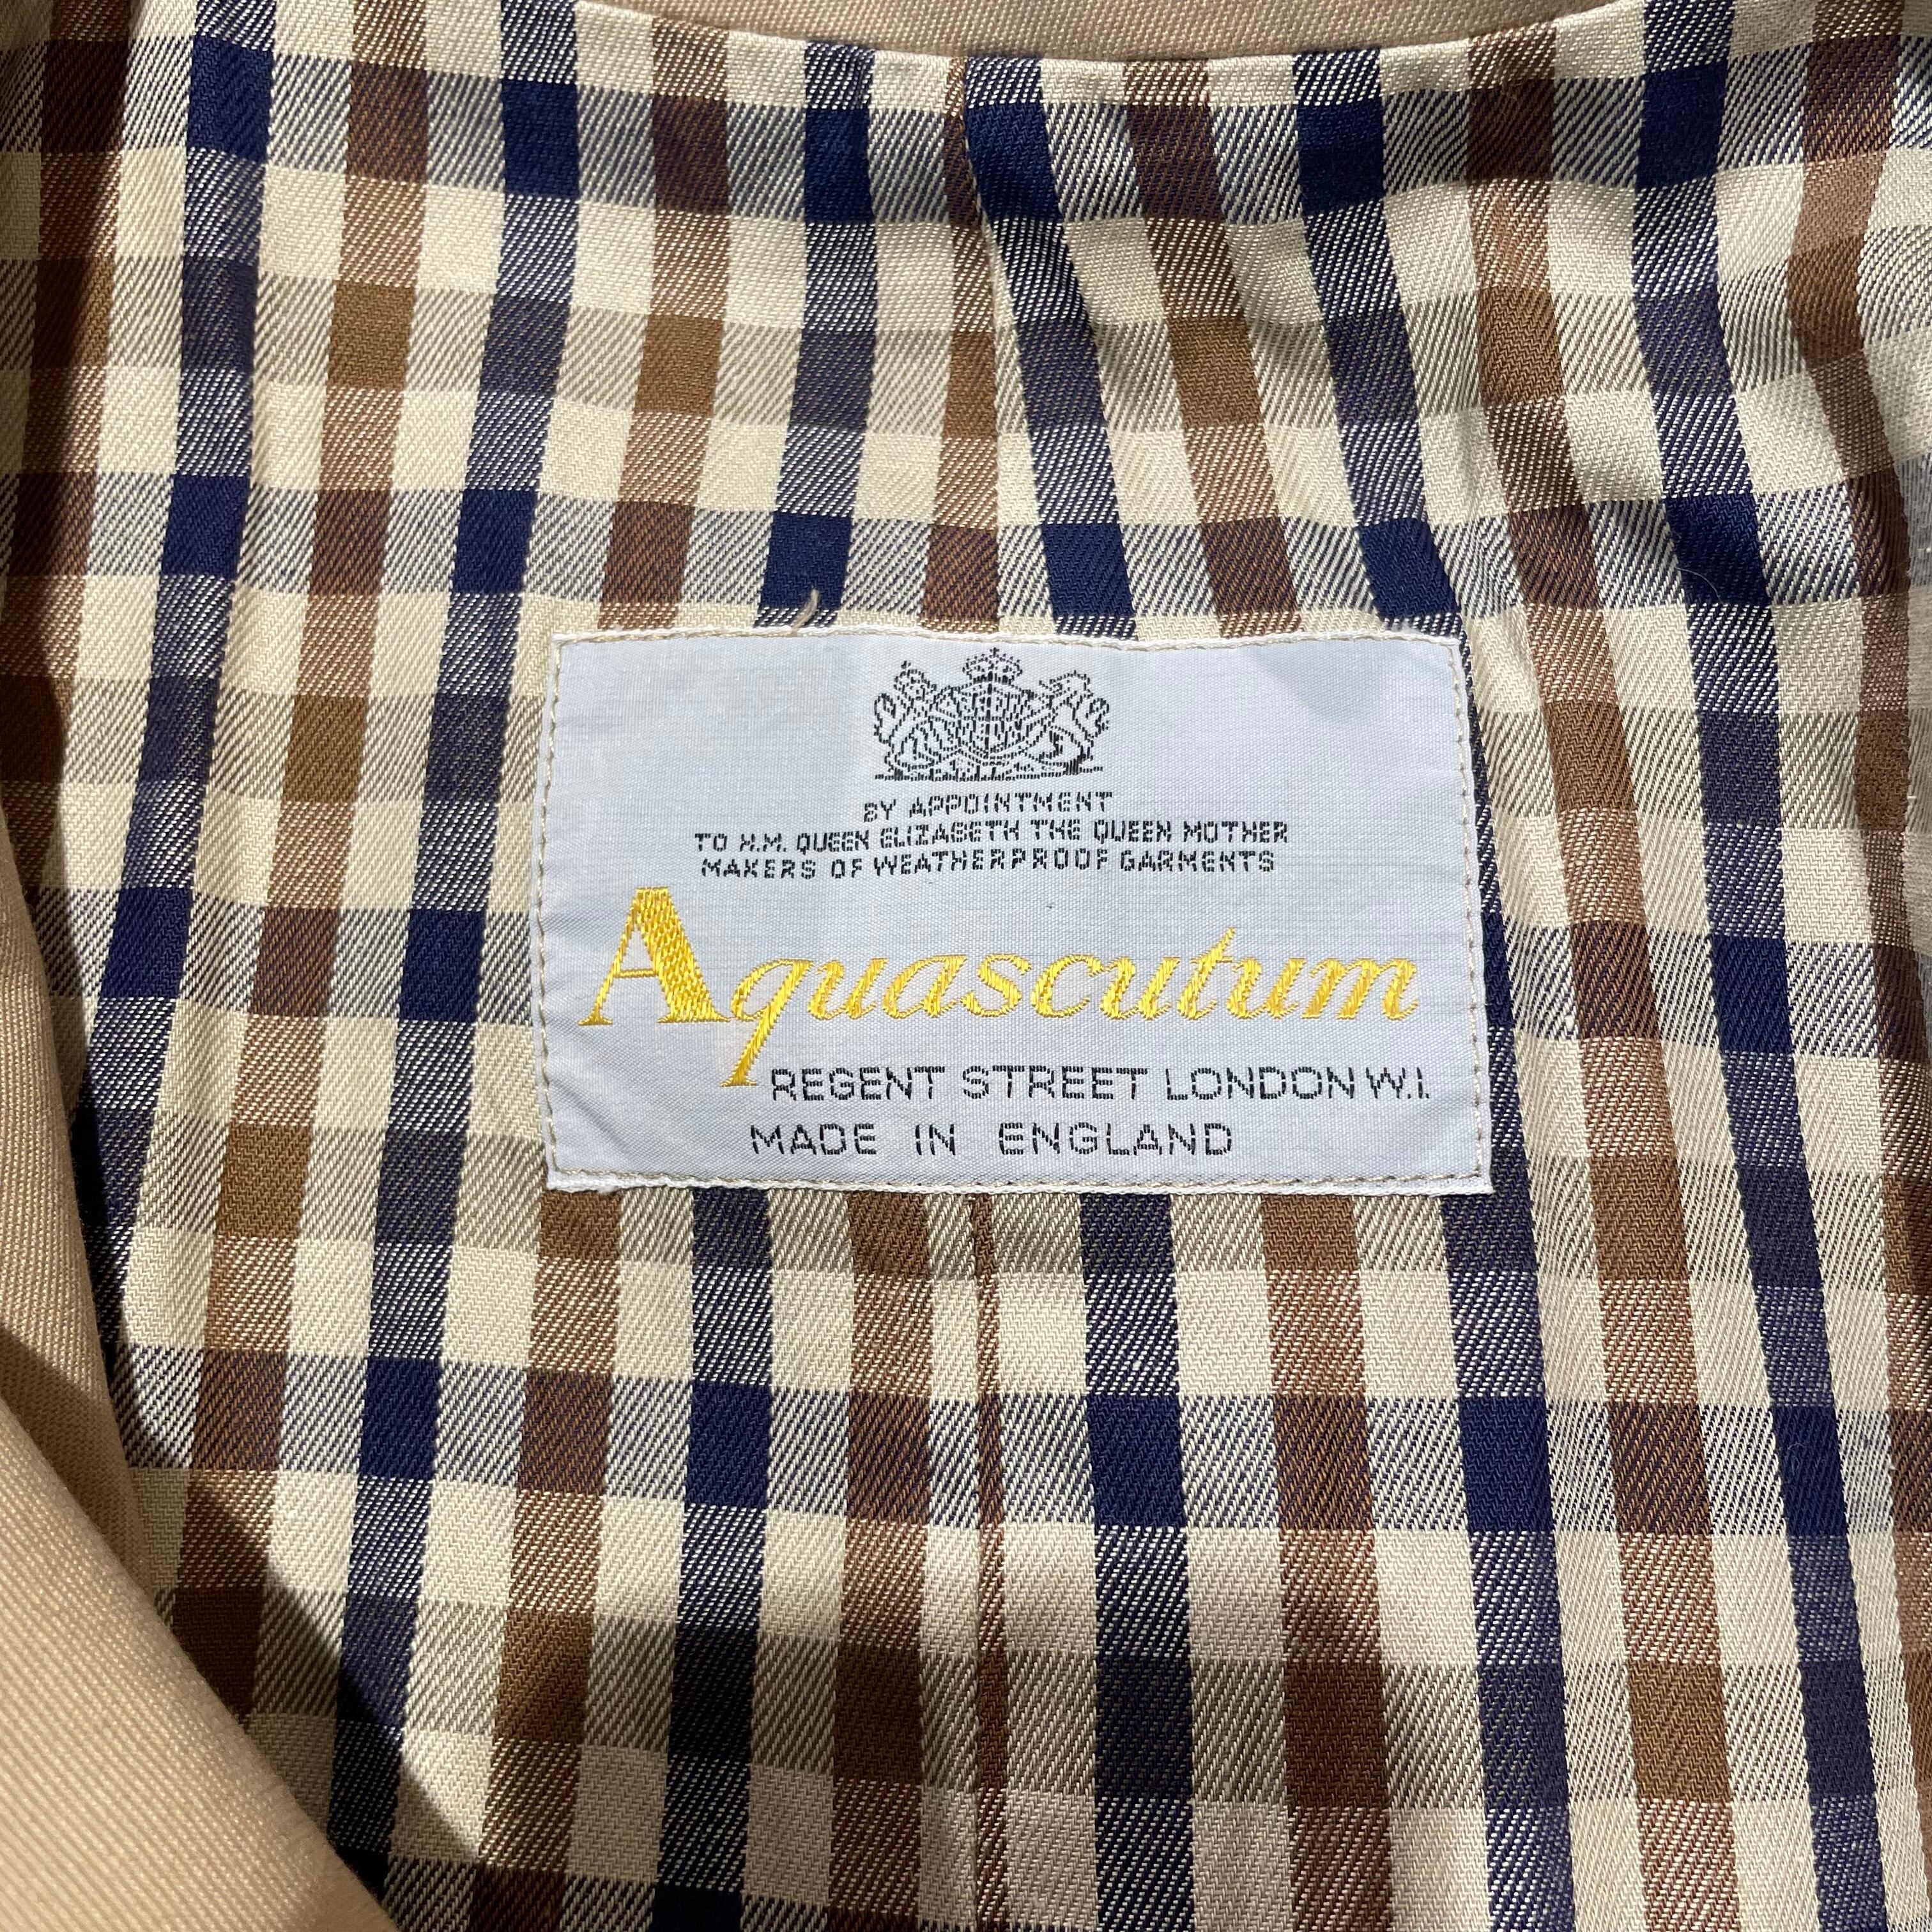 BY APPOINTMENT
TO H.M. QUEEN ELIZABETH THE QUEEN MOTHER
MAKERS OF WEATHERPROOF GARMENTS
Aquascutum
REGENT STREET LONDON W.1.
MADE IN ENGLAND